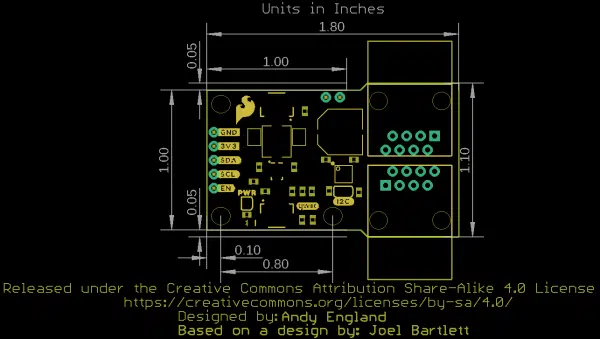 Units in Inches
1.80
1.00
0.05
1.00
1.10
0.05
GND
3V3
SDA
SCL
EN
PWR
I2C
0.10
0.80
Released under the Creative Commons Attribution Share-Alike 4.0 License
https://creativecommons.org/licenses/by-sa/4.0/
Designed by: Andy England
Based on a design by: Joel Bartlett